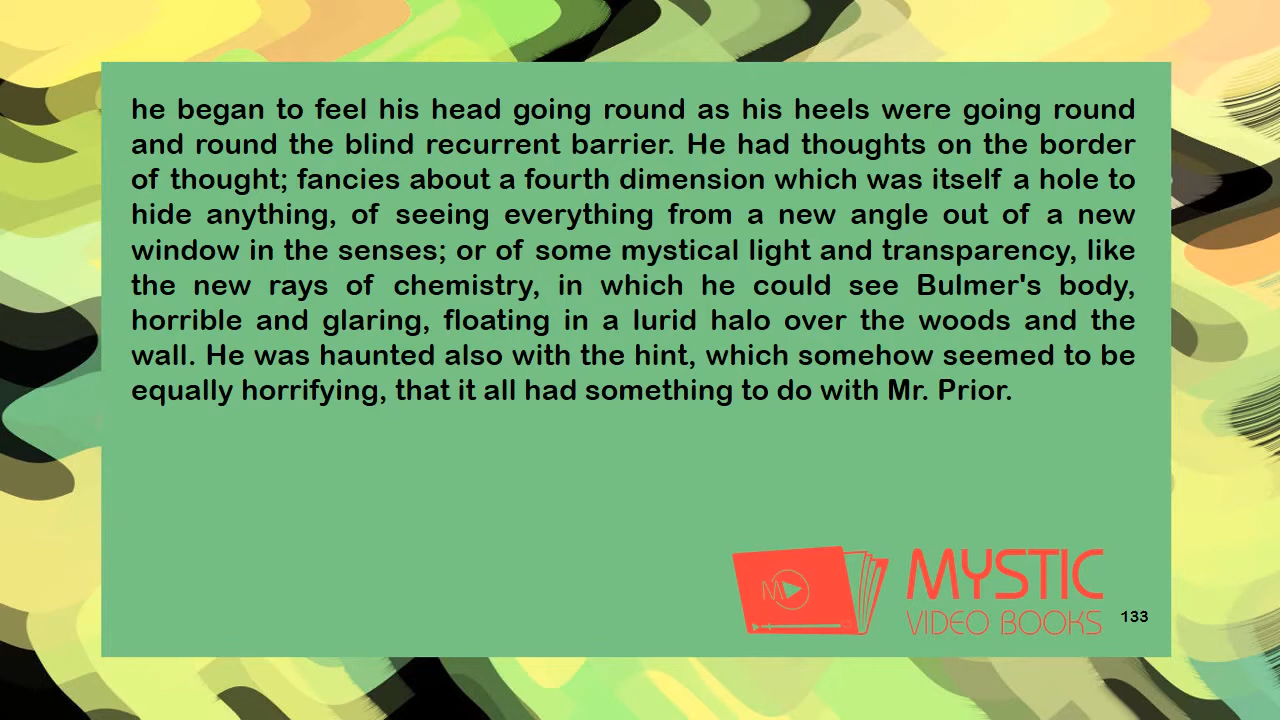 he began to feel his head going round as his heels were going round
and round the blind recurrent barrier. He had thoughts on the border
of thought; fancies about a fourth dimension which was itself a hole to
hide anything, of seeing everything from a new angle out of a new
window in the senses; or of some mystical light and transparency, like
the new rays of chemistry, in which he could see Bulmer's body,
horrible and glaring, floating in a lurid halo over the woods and the
wall. He was haunted also with the hint, which somehow seemed to be
equally horrifying, that it all had something to do with Mr. Prior.
M
MYSTIC
VIDEO BOOKS
133